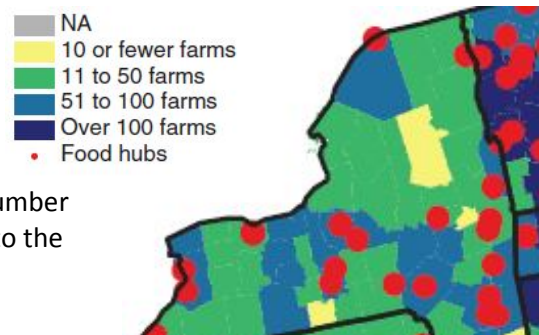 NA
10 or fewer farms
11 to 50 farms
51 to 100 farms
Over 100 farms
Food hubs
umber
o the